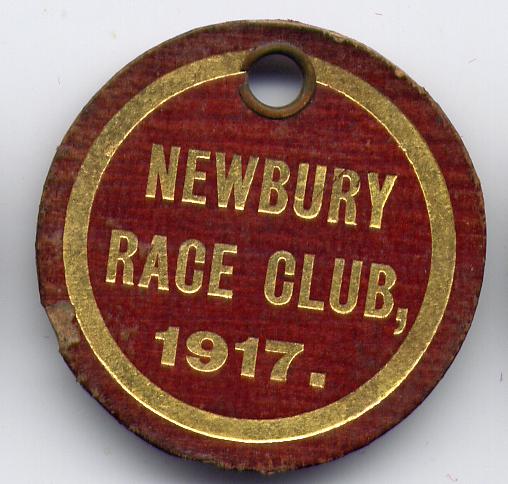 NEWBURY
RACE CLUB,
1917.